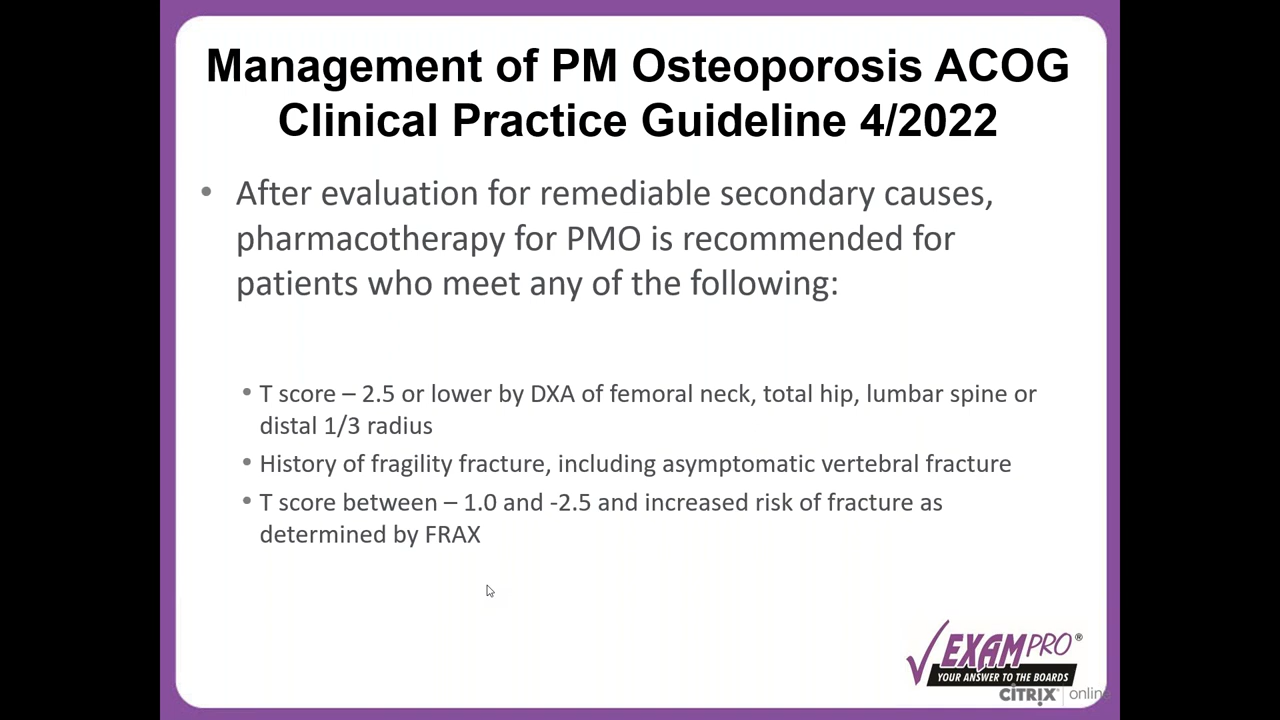 Management of PM Osteoporosis ACOG
Clinical Practice Guideline 4/2022
• After evaluation for remediable secondary causes,
pharmacotherapy for PMO is recommended for
patients who meet any of the following:
• T score – 2.5 or lower by DXA of femoral neck, total hip, lumbar spine or
distal 1/3 radius
• History of fragility fracture, including asymptomatic vertebral fracture
• T score between – 1.0 and -2.5 and increased risk of fracture as
determined by FRAX
EXAMPRO®
YOUR ANSWER TO THE BOARDS
CITRIX® | online